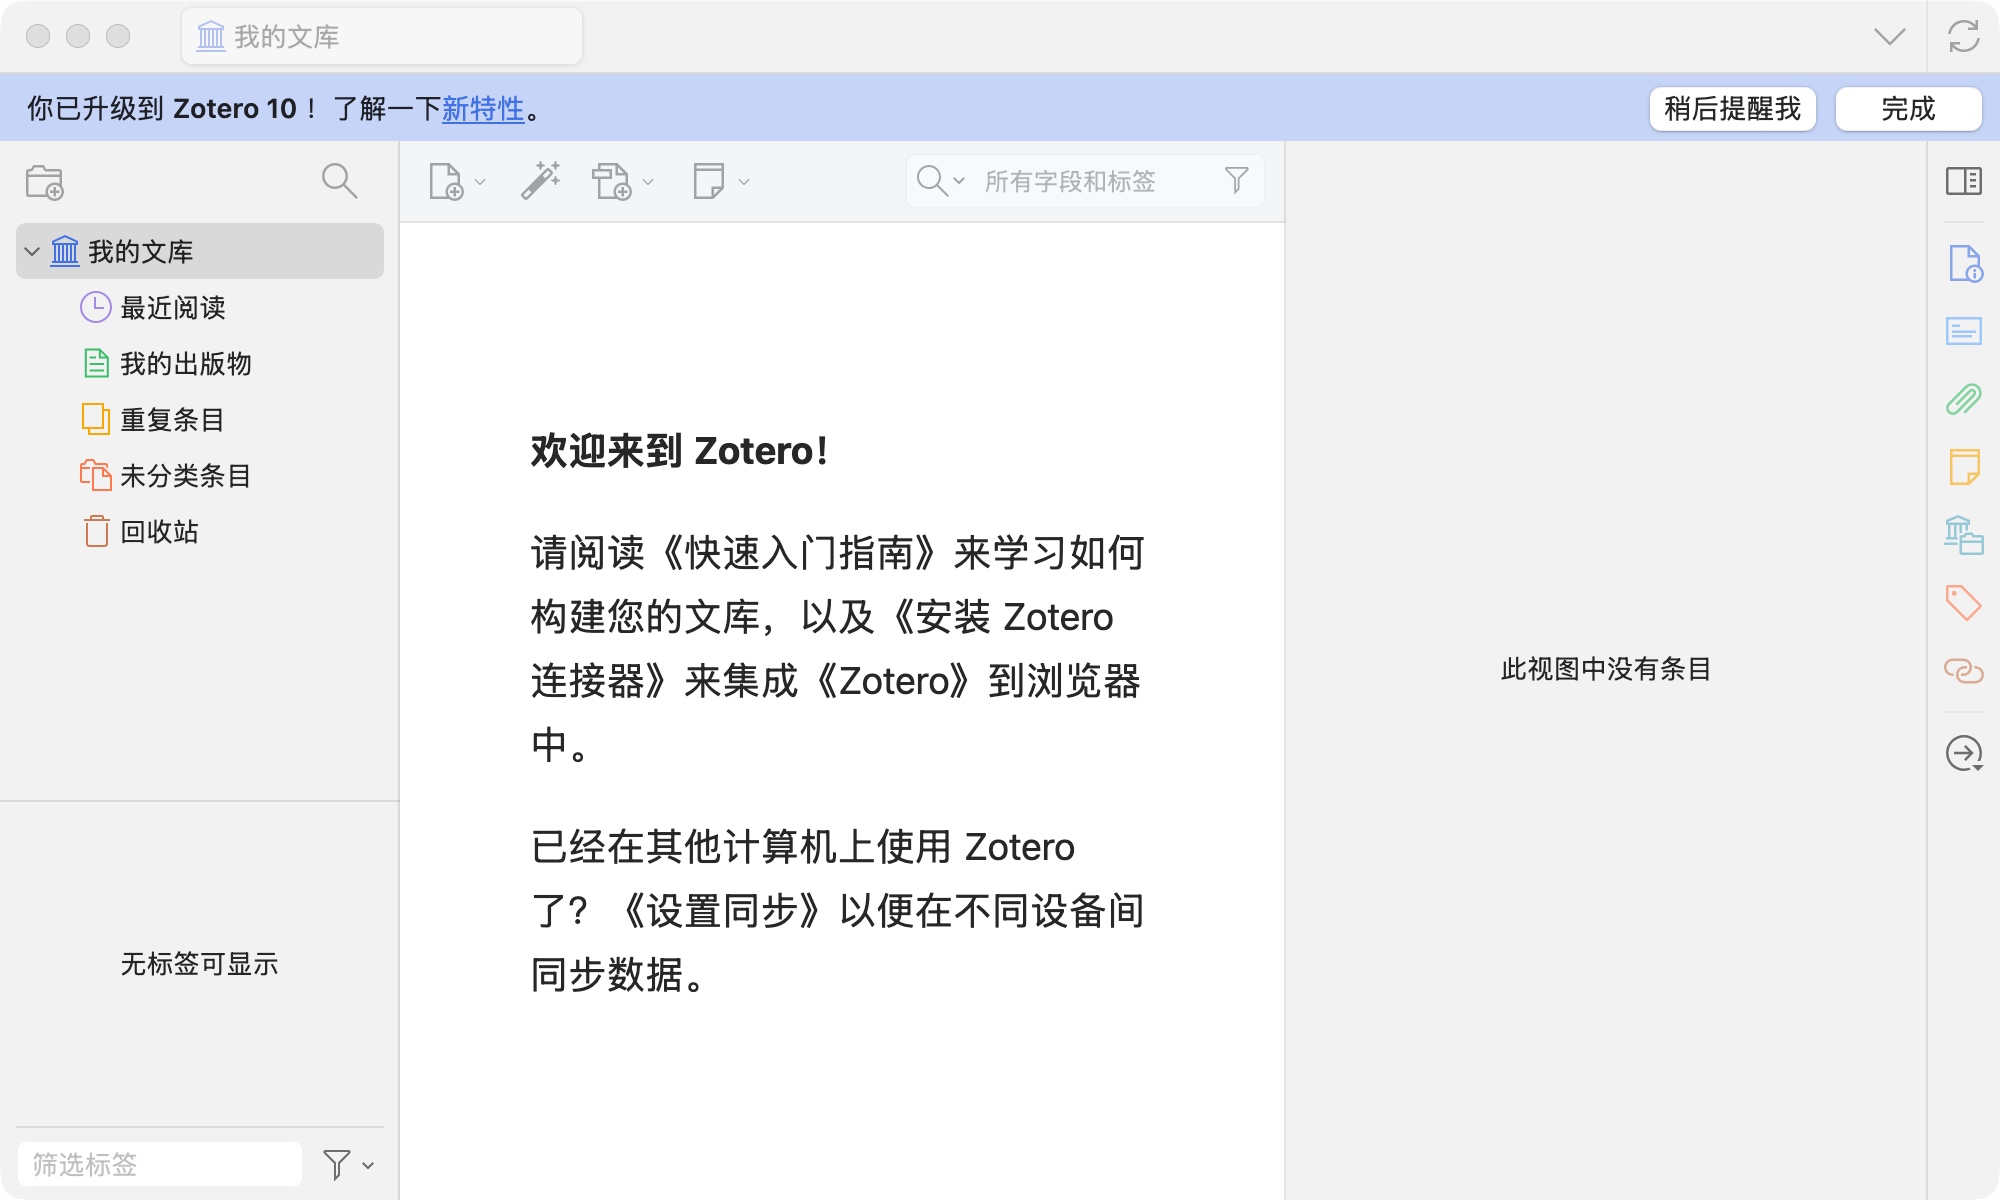 我的文库
你已升级到 Zotero 10！了解一下新特性。
稍后提醒我
完成
所有字段和标签
我的文库
最近阅读
我的出版物
重复条目
未分类条目
回收站
欢迎来到 Zotero！
请阅读《快速入门指南》来学习如何
构建您的文库，以及《安装 Zotero
连接器》来集成《Zotero》到浏览器
中。
已经在其他计算机上使用 Zotero
了？《设置同步》以便在不同设备间
同步数据。
此视图中没有条目
无标签可显示
筛选标签